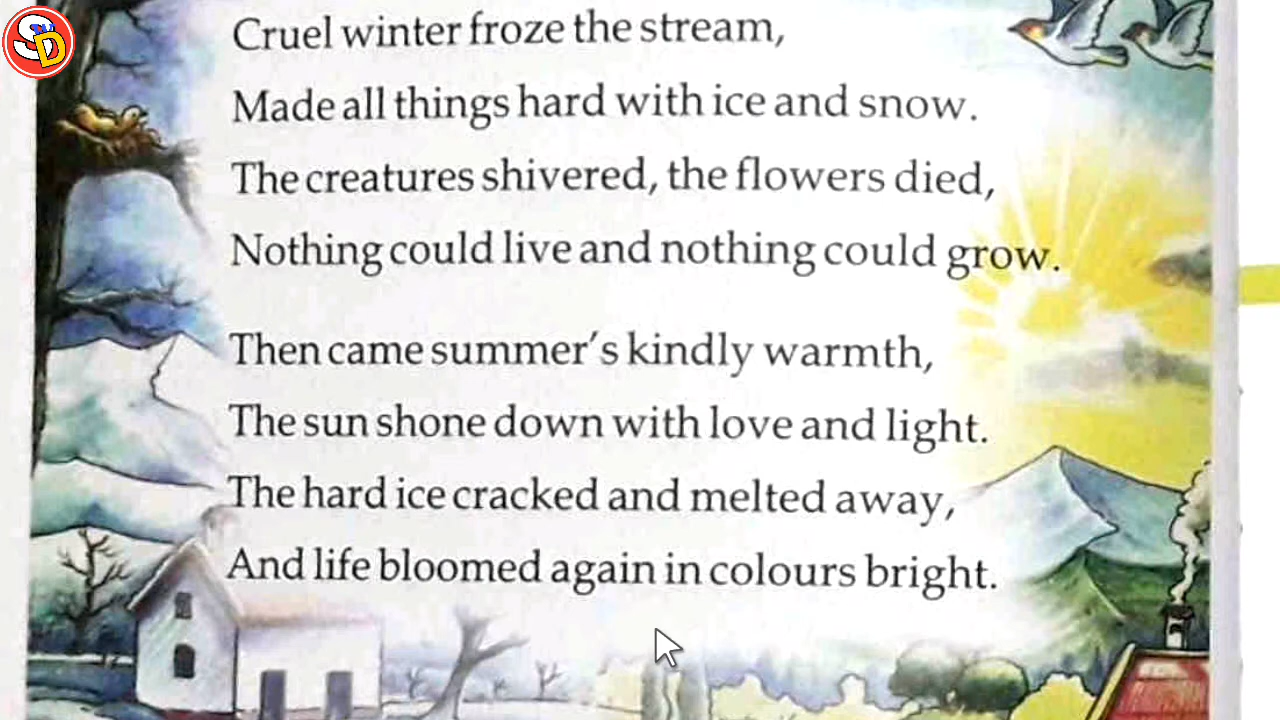 SD
Cruel winter froze the stream,
Made all things hard with ice and snow.
The creatures shivered, the flowers died,
Nothing could live and nothing could grow.
Then came summer's kindly warmth,
The sun shone down with love and light.
The hard ice cracked and melted away,
And life bloomed again in colours bright.